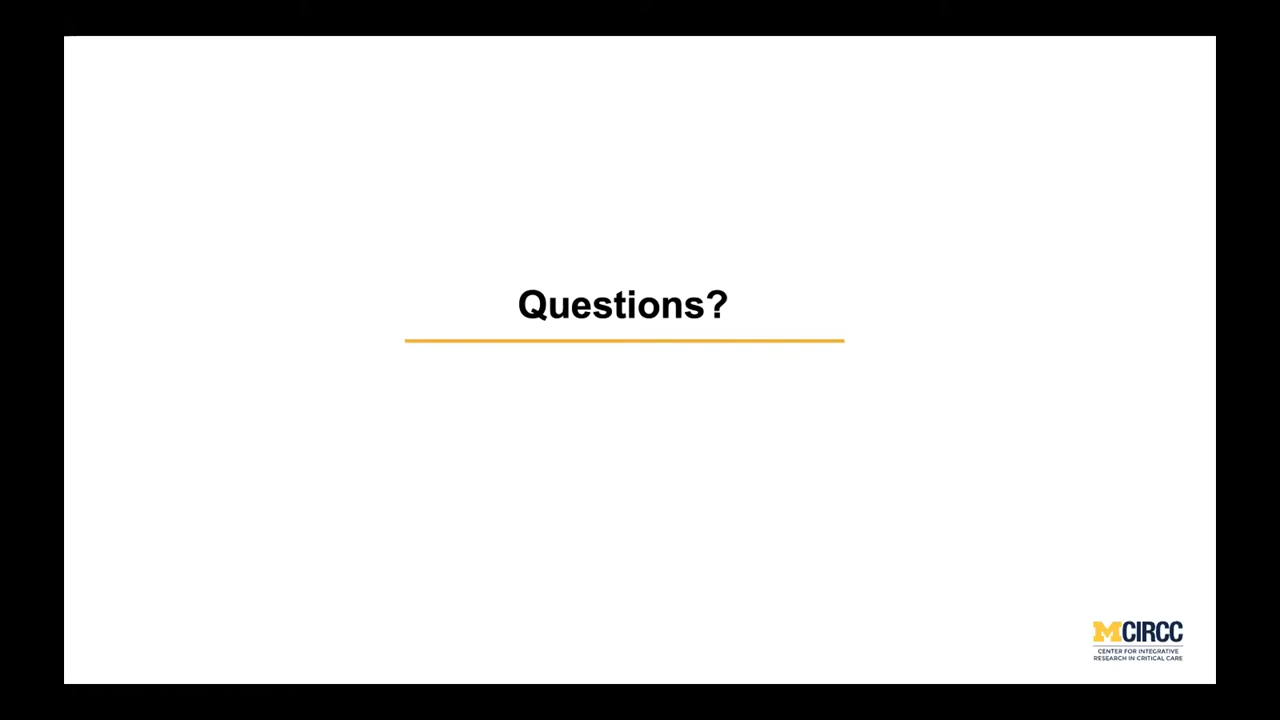 Questions?
MCIRCC
CENTER FOR INTEGRATIVE
RESEARCH IN CRITICAL CARE